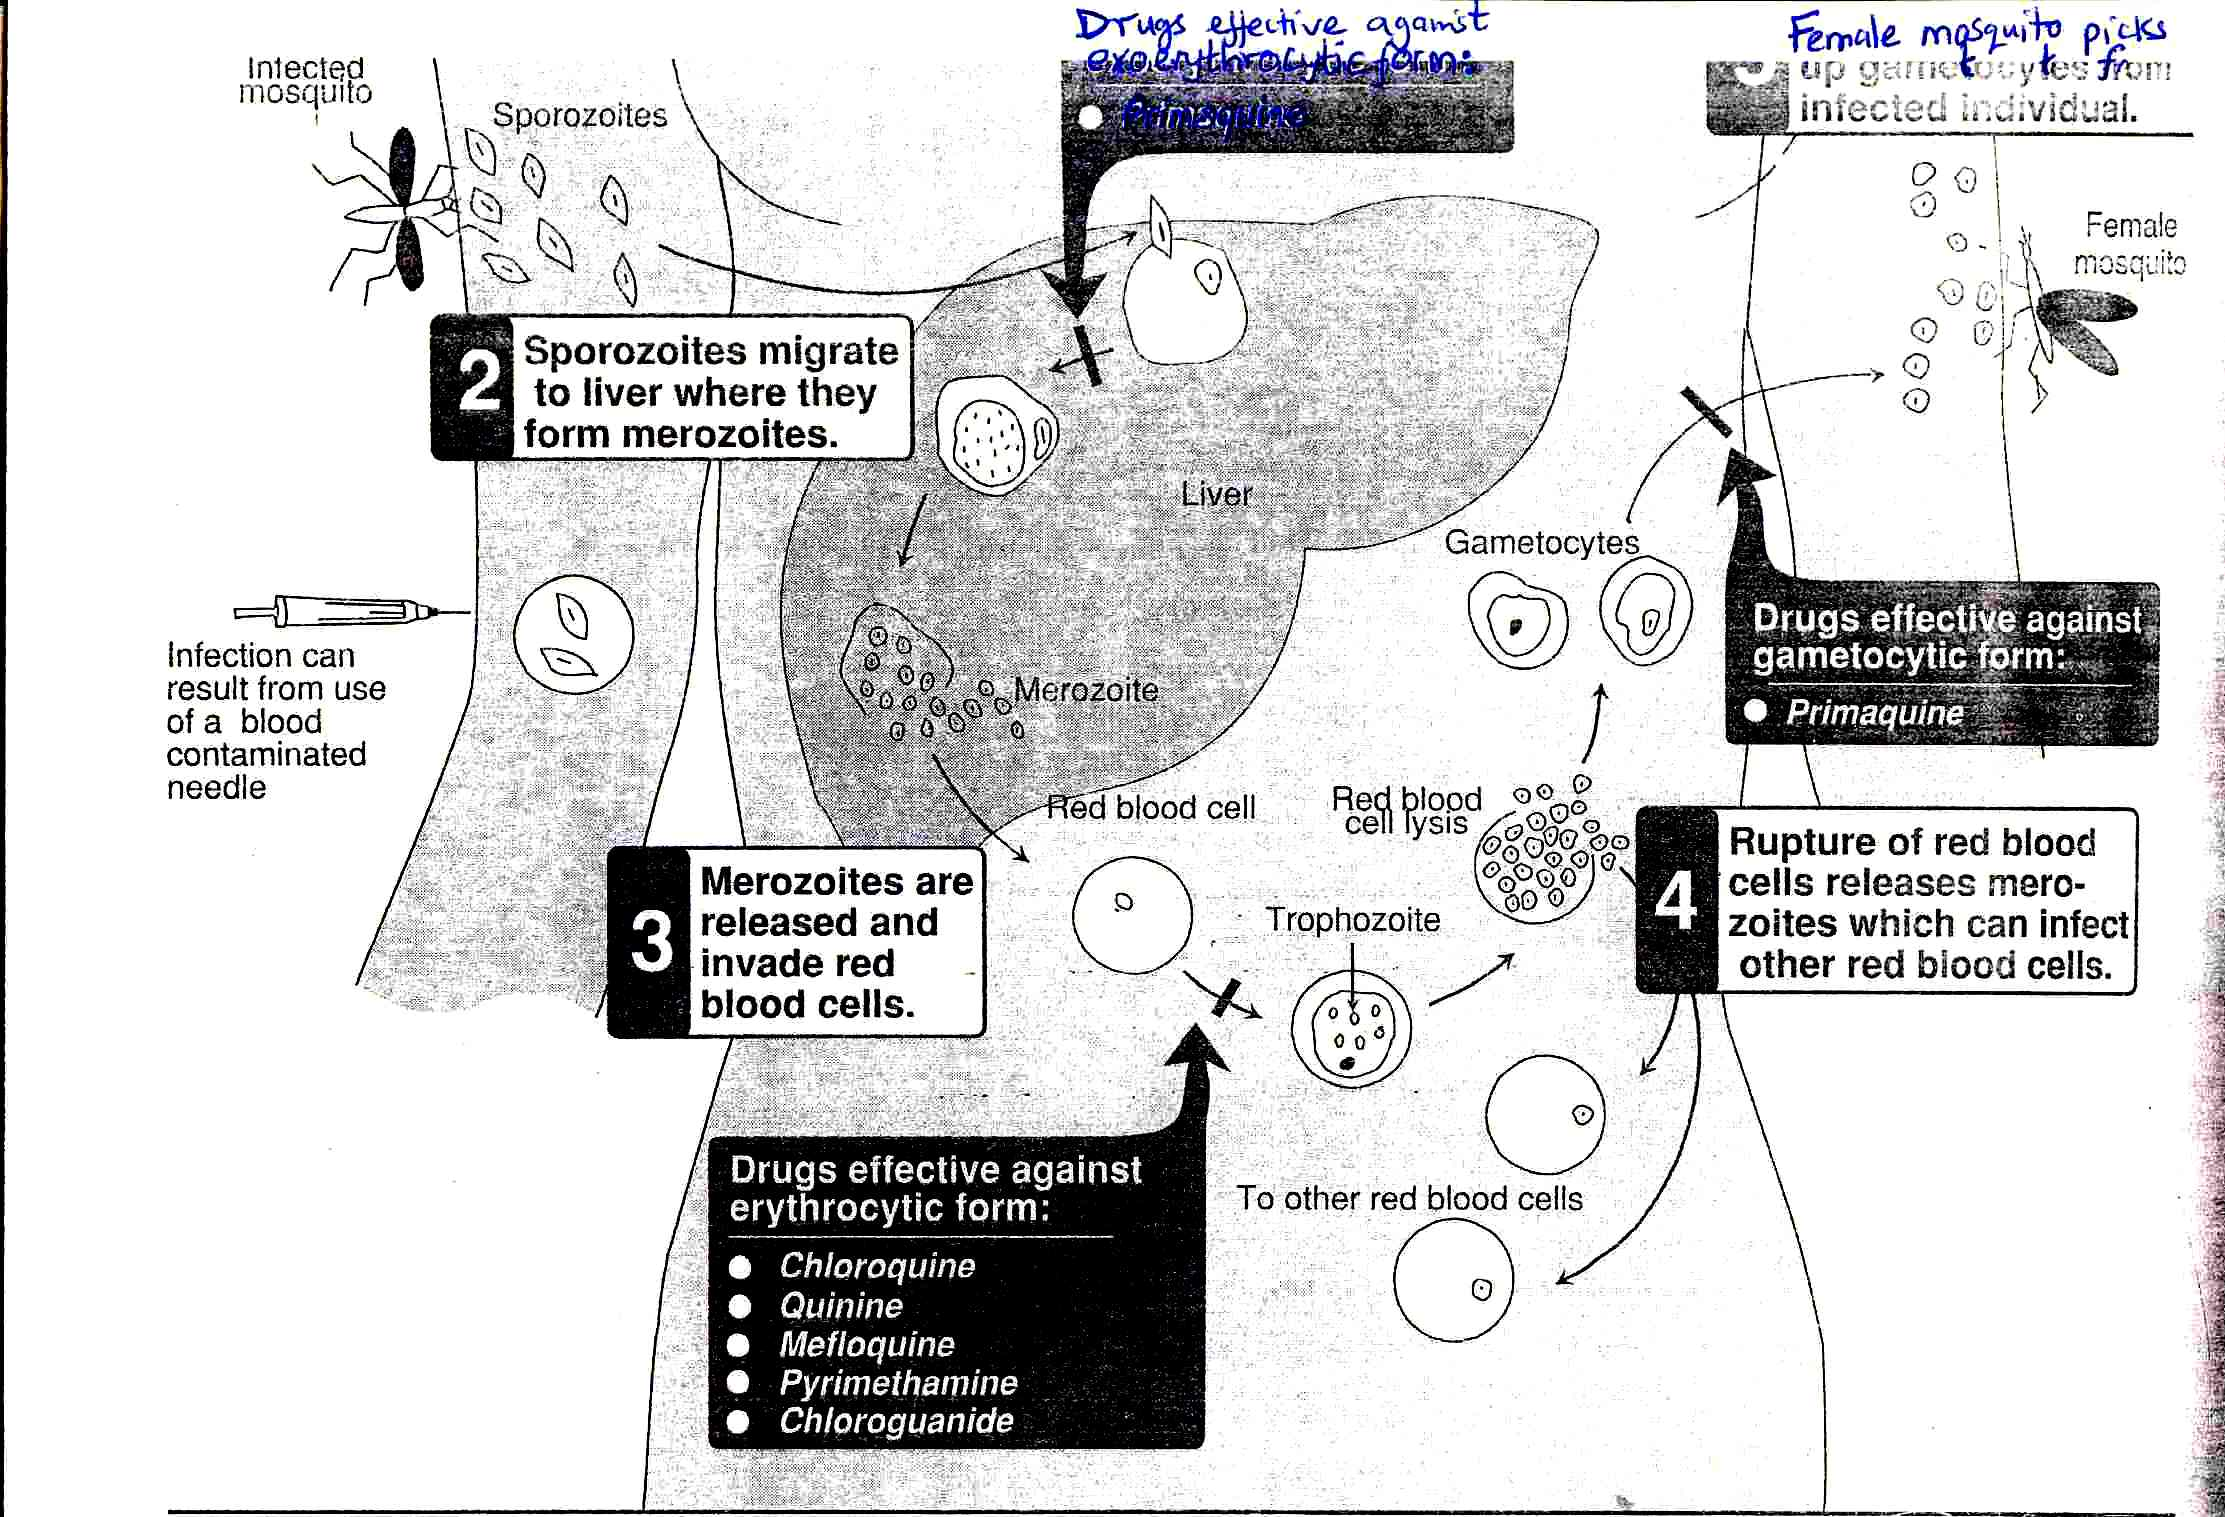 Drugs effective against
exoerythrocytic form:
Primaquine
Female mosquito picks
up gametocytes from
infected individual.
Infected
mosquito
Sporozoites
Female
mosquito
2
Sporozoites migrate
to liver where they
form merozoites.
Liver
Gametocytes
Infection can
result from use
of a blood
contaminated
needle
Drugs effective against
gametocytic form:
Primaquine
Merozoite
Red blood cell
Red blood
cell lysis
3
Merozoites are
released and
invade red
blood cells.
Trophozoite
4
Rupture of red blood
cells releases mero-
zoites which can infect
other red blood cells.
Drugs effective against
erythrocytic form:
Chloroquine
Quinine
Mefloquine
Pyrimethamine
Chloroguanide
To other red blood cells